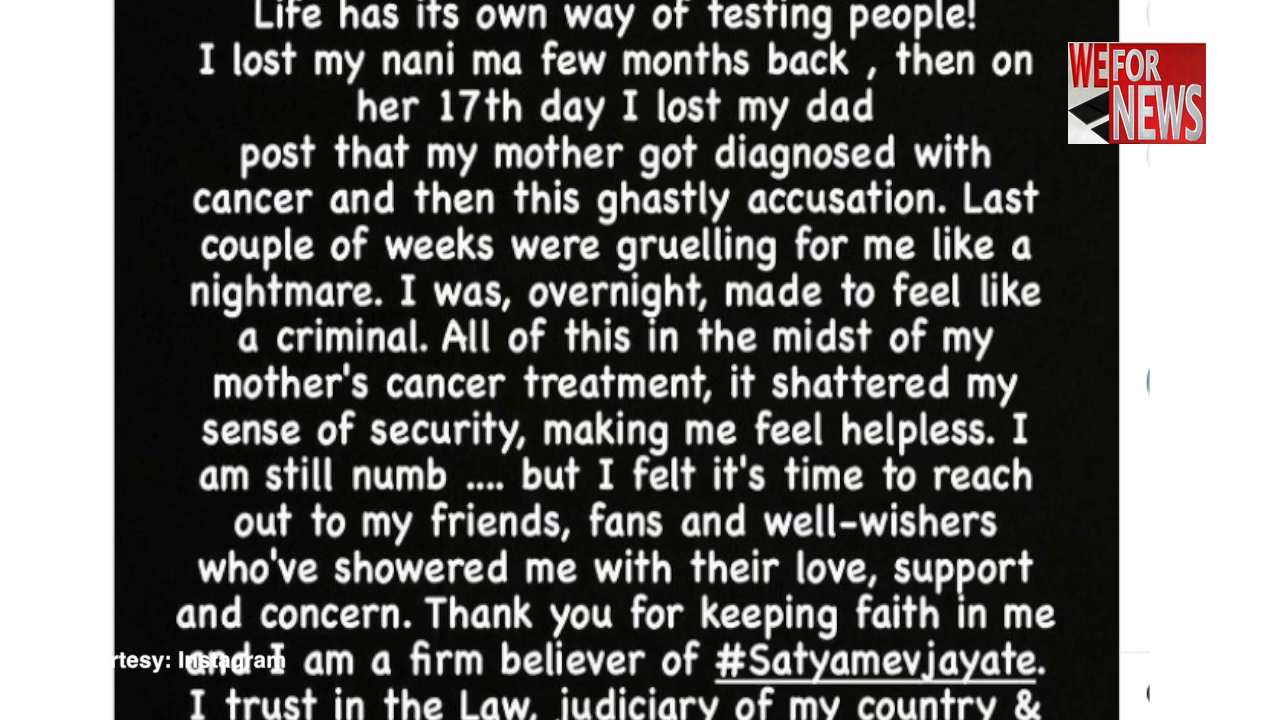 Life has its own way of testing people!
I lost my nani ma few months back , then on
her 17th day I lost my dad
post that my mother got diagnosed with
cancer and then this ghastly accusation. Last
couple of weeks were gruelling for me like a
nightmare. I was, overnight, made to feel like
a criminal. All of this in the midst of my
mother's cancer treatment, it shattered my
sense of security, making me feel helpless. I
am still numb .... but I felt it's time to reach
out to my friends, fans and well-wishers
who've showered me with their love, support
and concern. Thank you for keeping faith in me
and I am a firm believer of #Satyamevjayate.
I trust in the Law, judiciary of my country &
WE FOR
NEWS
rtesy: Instagram